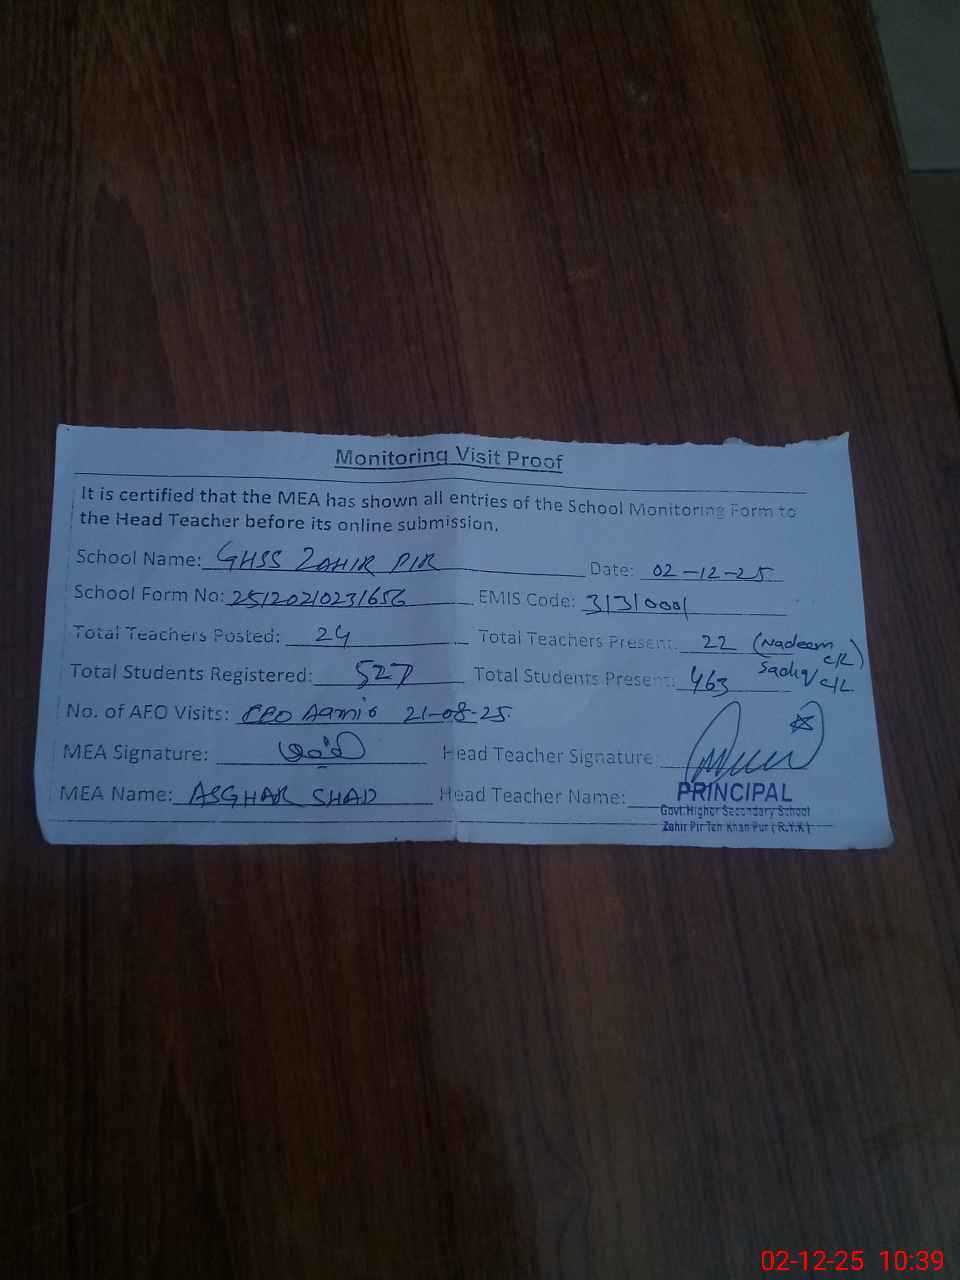 Monitoring Visit Proof
It is certified that the MEA has shown all entries of the School Monitoring Form to
the Head Teacher before its online submission.
School Name: GHSS ZAHIR PIR Date: 02-12-25
School Form No: 25120210231656 EMIS Code: 31310001
Total Teachers Posted: 24 Total Teachers Present: 22 (Nadeem C/L)
Sadiq C/L
Total Students Registered: 527 Total Students Present: 463
No. of AEO Visits: CEO 21-08-25
MEA Signature: Head Teacher Signature:
MEA Name: ASGHAR SHAD Head Teacher Name:
PRINCIPAL
Govt: Higher Secondary School
Zahir Pir Teh: Khan Pur (R.Y.K)
02-12-25 10:39